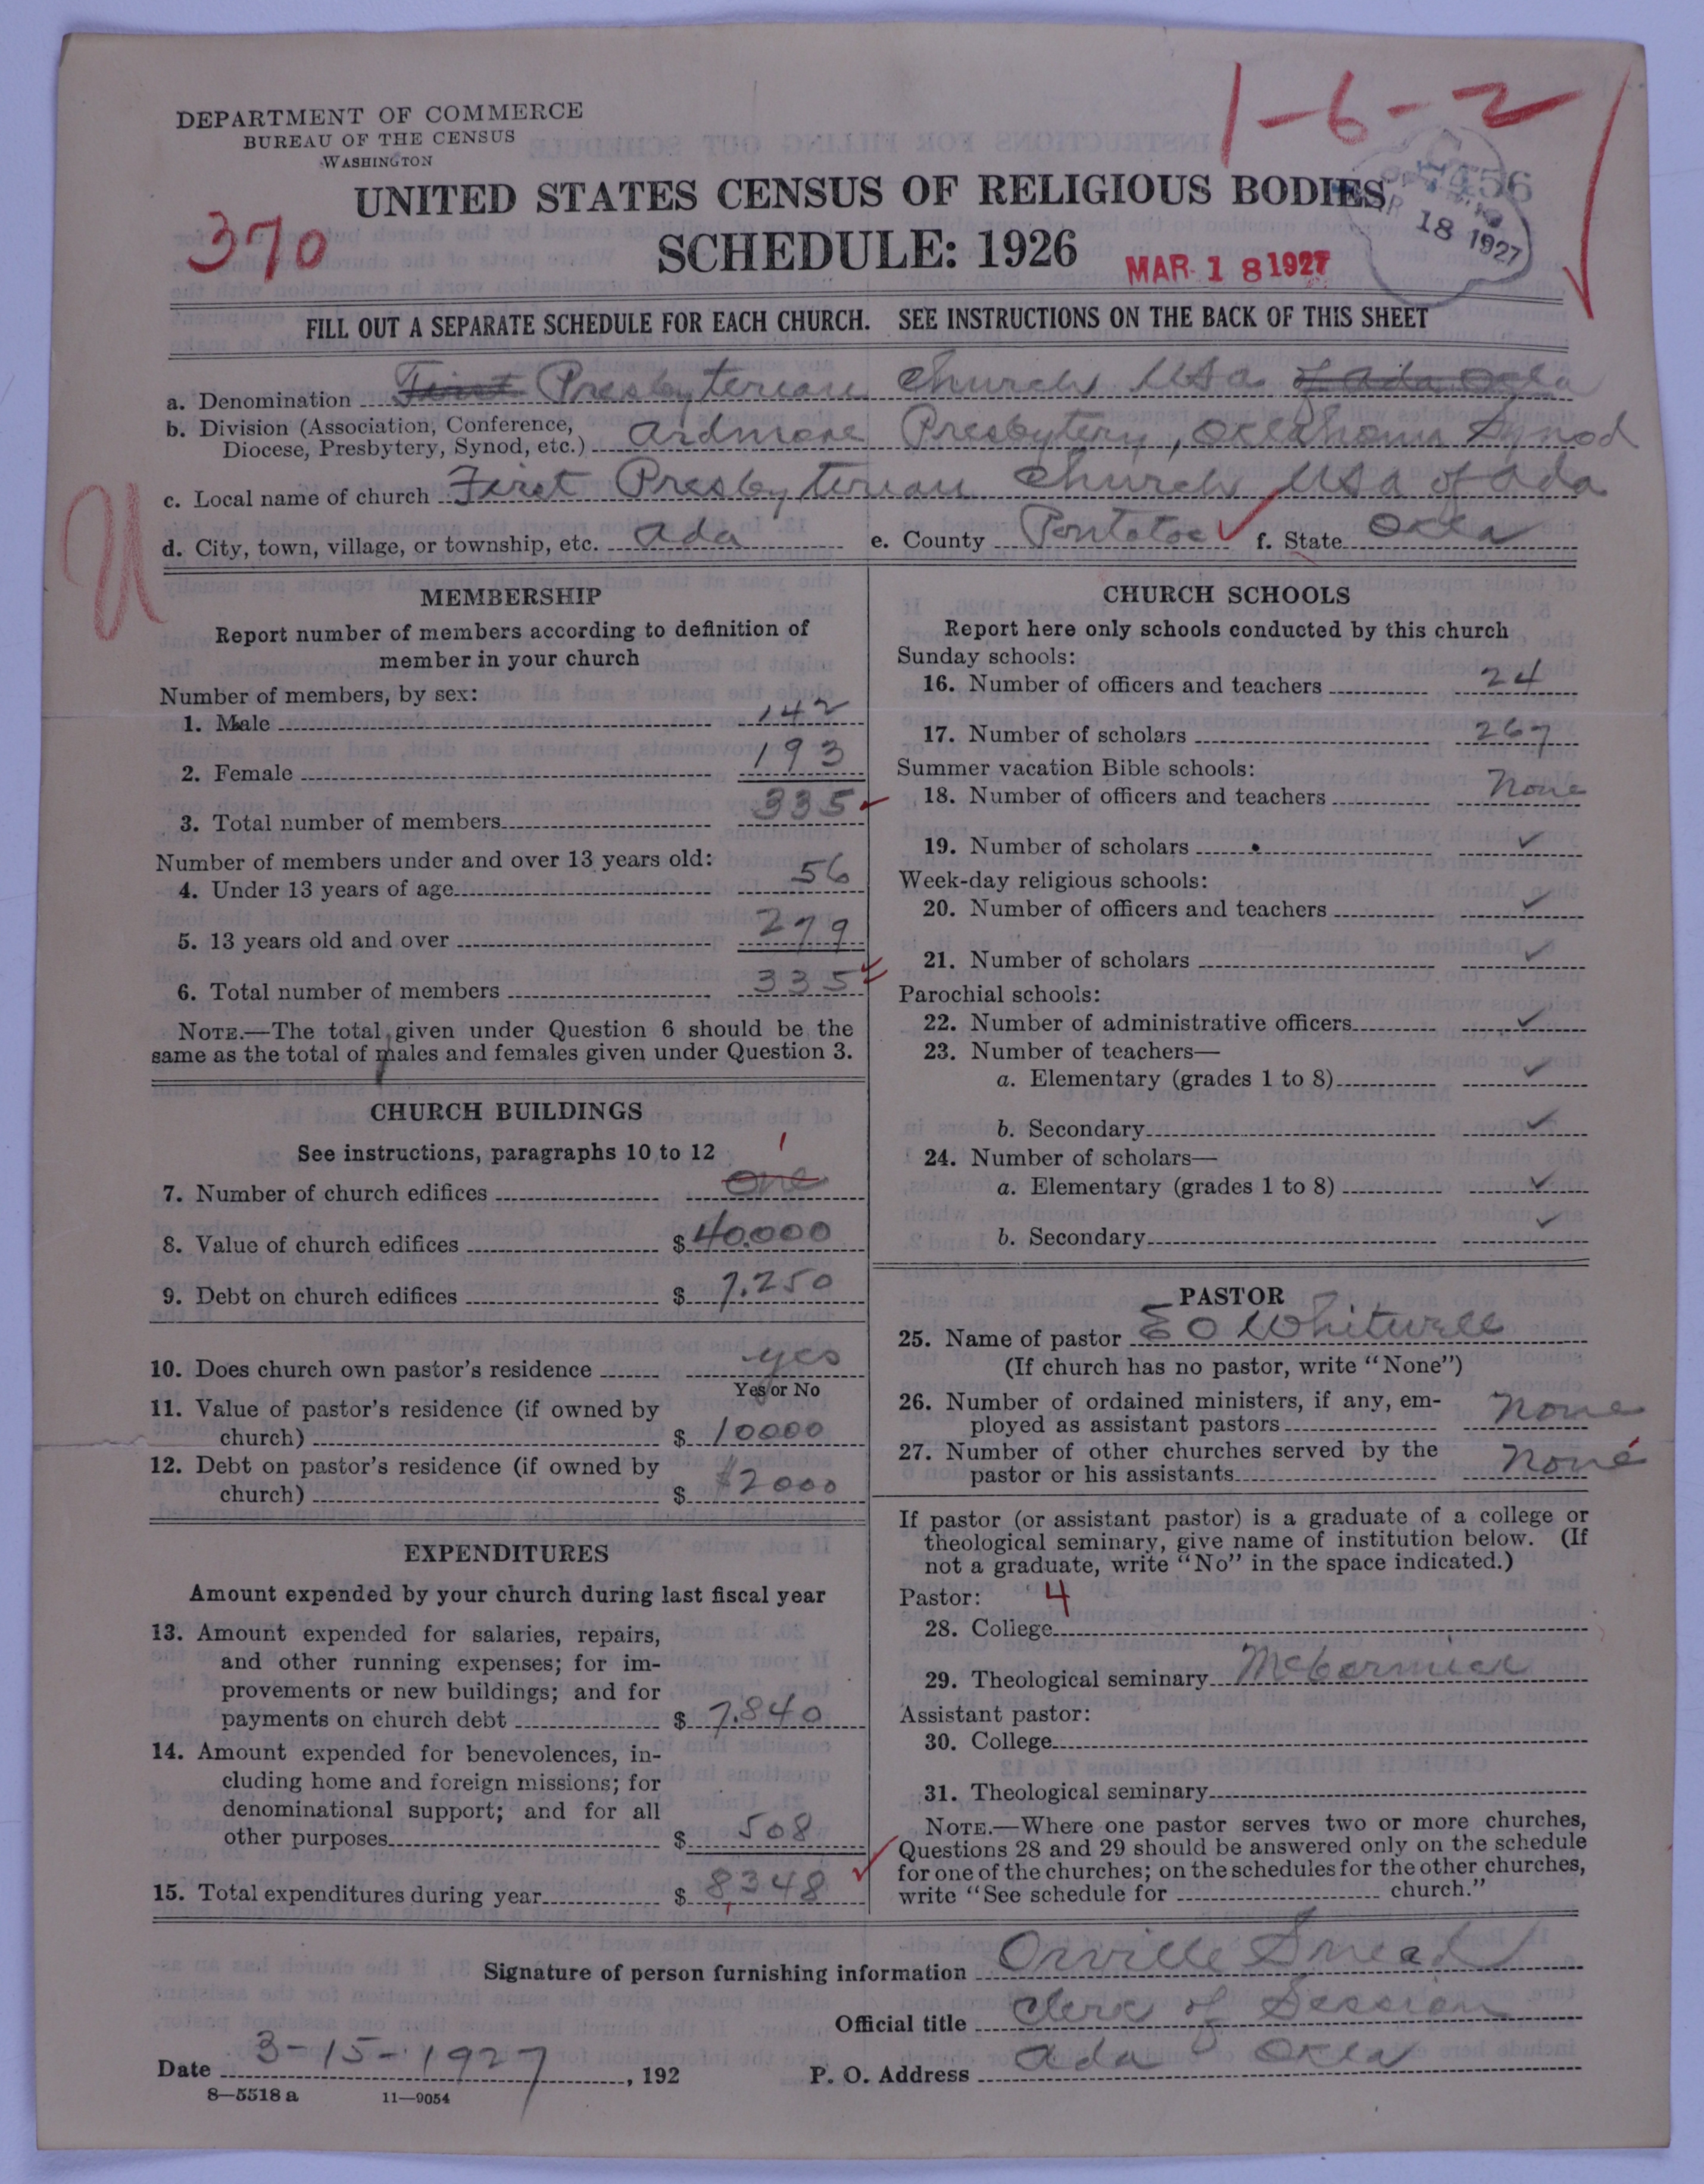 1-6-2
DEPARTMENT OF COMMERCE
BUREAU OF THE CENSUS
WASHINGTON
UNITED STATES CENSUS OF RELIGIOUS BODIES
370
SCHEDULE: 1926
MAR 18 1927
18 1927
FILL OUT A SEPARATE SCHEDULE FOR EACH CHURCH. SEE INSTRUCTIONS ON THE BACK OF THIS SHEET
a. Denomination First Presbyterian Church USA of Ada Okla
b. Division (Association, Conference,
Diocese, Presbytery, Synod, etc.) Ardmore Presbytery, Oklahoma Synod
c. Local name of church First Presbyterian Church USA of Ada
d. City, town, village, or township, etc. Ada e. County Pontotoc f. State Okla
U
MEMBERSHIP
Report number of members according to definition of
member in your church
Number of members, by sex:
1. Male 142
2. Female 193
3. Total number of members 335
Number of members under and over 13 years old:
4. Under 13 years of age 56
5. 13 years old and over 279
6. Total number of members 335
NOTE.—The total given under Question 6 should be the
same as the total of males and females given under Question 3.
CHURCH BUILDINGS
See instructions, paragraphs 10 to 12
1
7. Number of church edifices One
8. Value of church edifices $ 40000
9. Debt on church edifices $ 7.250
10. Does church own pastor's residence yes
Yes or No
11. Value of pastor's residence (if owned by
church) $ 10000
12. Debt on pastor's residence (if owned by
church) $ $2000
EXPENDITURES
Amount expended by your church during last fiscal year
13. Amount expended for salaries, repairs,
and other running expenses; for im-
provements or new buildings; and for
payments on church debt $ 7.840
14. Amount expended for benevolences, in-
cluding home and foreign missions; for
denominational support; and for all
other purposes $ 508
15. Total expenditures during year $ 8348
CHURCH SCHOOLS
Report here only schools conducted by this church
Sunday schools:
16. Number of officers and teachers 24
17. Number of scholars 267
Summer vacation Bible schools:
18. Number of officers and teachers None
19. Number of scholars ✓
Week-day religious schools:
20. Number of officers and teachers ✓
21. Number of scholars ✓
Parochial schools:
22. Number of administrative officers ✓
23. Number of teachers—
a. Elementary (grades 1 to 8) ✓
b. Secondary ✓
24. Number of scholars—
a. Elementary (grades 1 to 8) ✓
b. Secondary ✓
PASTOR
25. Name of pastor E O Whitwell
(If church has no pastor, write "None")
26. Number of ordained ministers, if any, em-
ployed as assistant pastors None
27. Number of other churches served by the
pastor or his assistants None
If pastor (or assistant pastor) is a graduate of a college or
theological seminary, give name of institution below. (If
not a graduate, write "No" in the space indicated.)
Pastor: 4
28. College
29. Theological seminary McCormick
Assistant pastor:
30. College
31. Theological seminary
NOTE.—Where one pastor serves two or more churches,
Questions 28 and 29 should be answered only on the schedule
for one of the churches; on the schedules for the other churches,
write "See schedule for church."
Signature of person furnishing information Orville Snead
Official title Clerk of Session
Date 3-15-1927, 192 P. O. Address Ada Okla
8—5518 a 11—9054